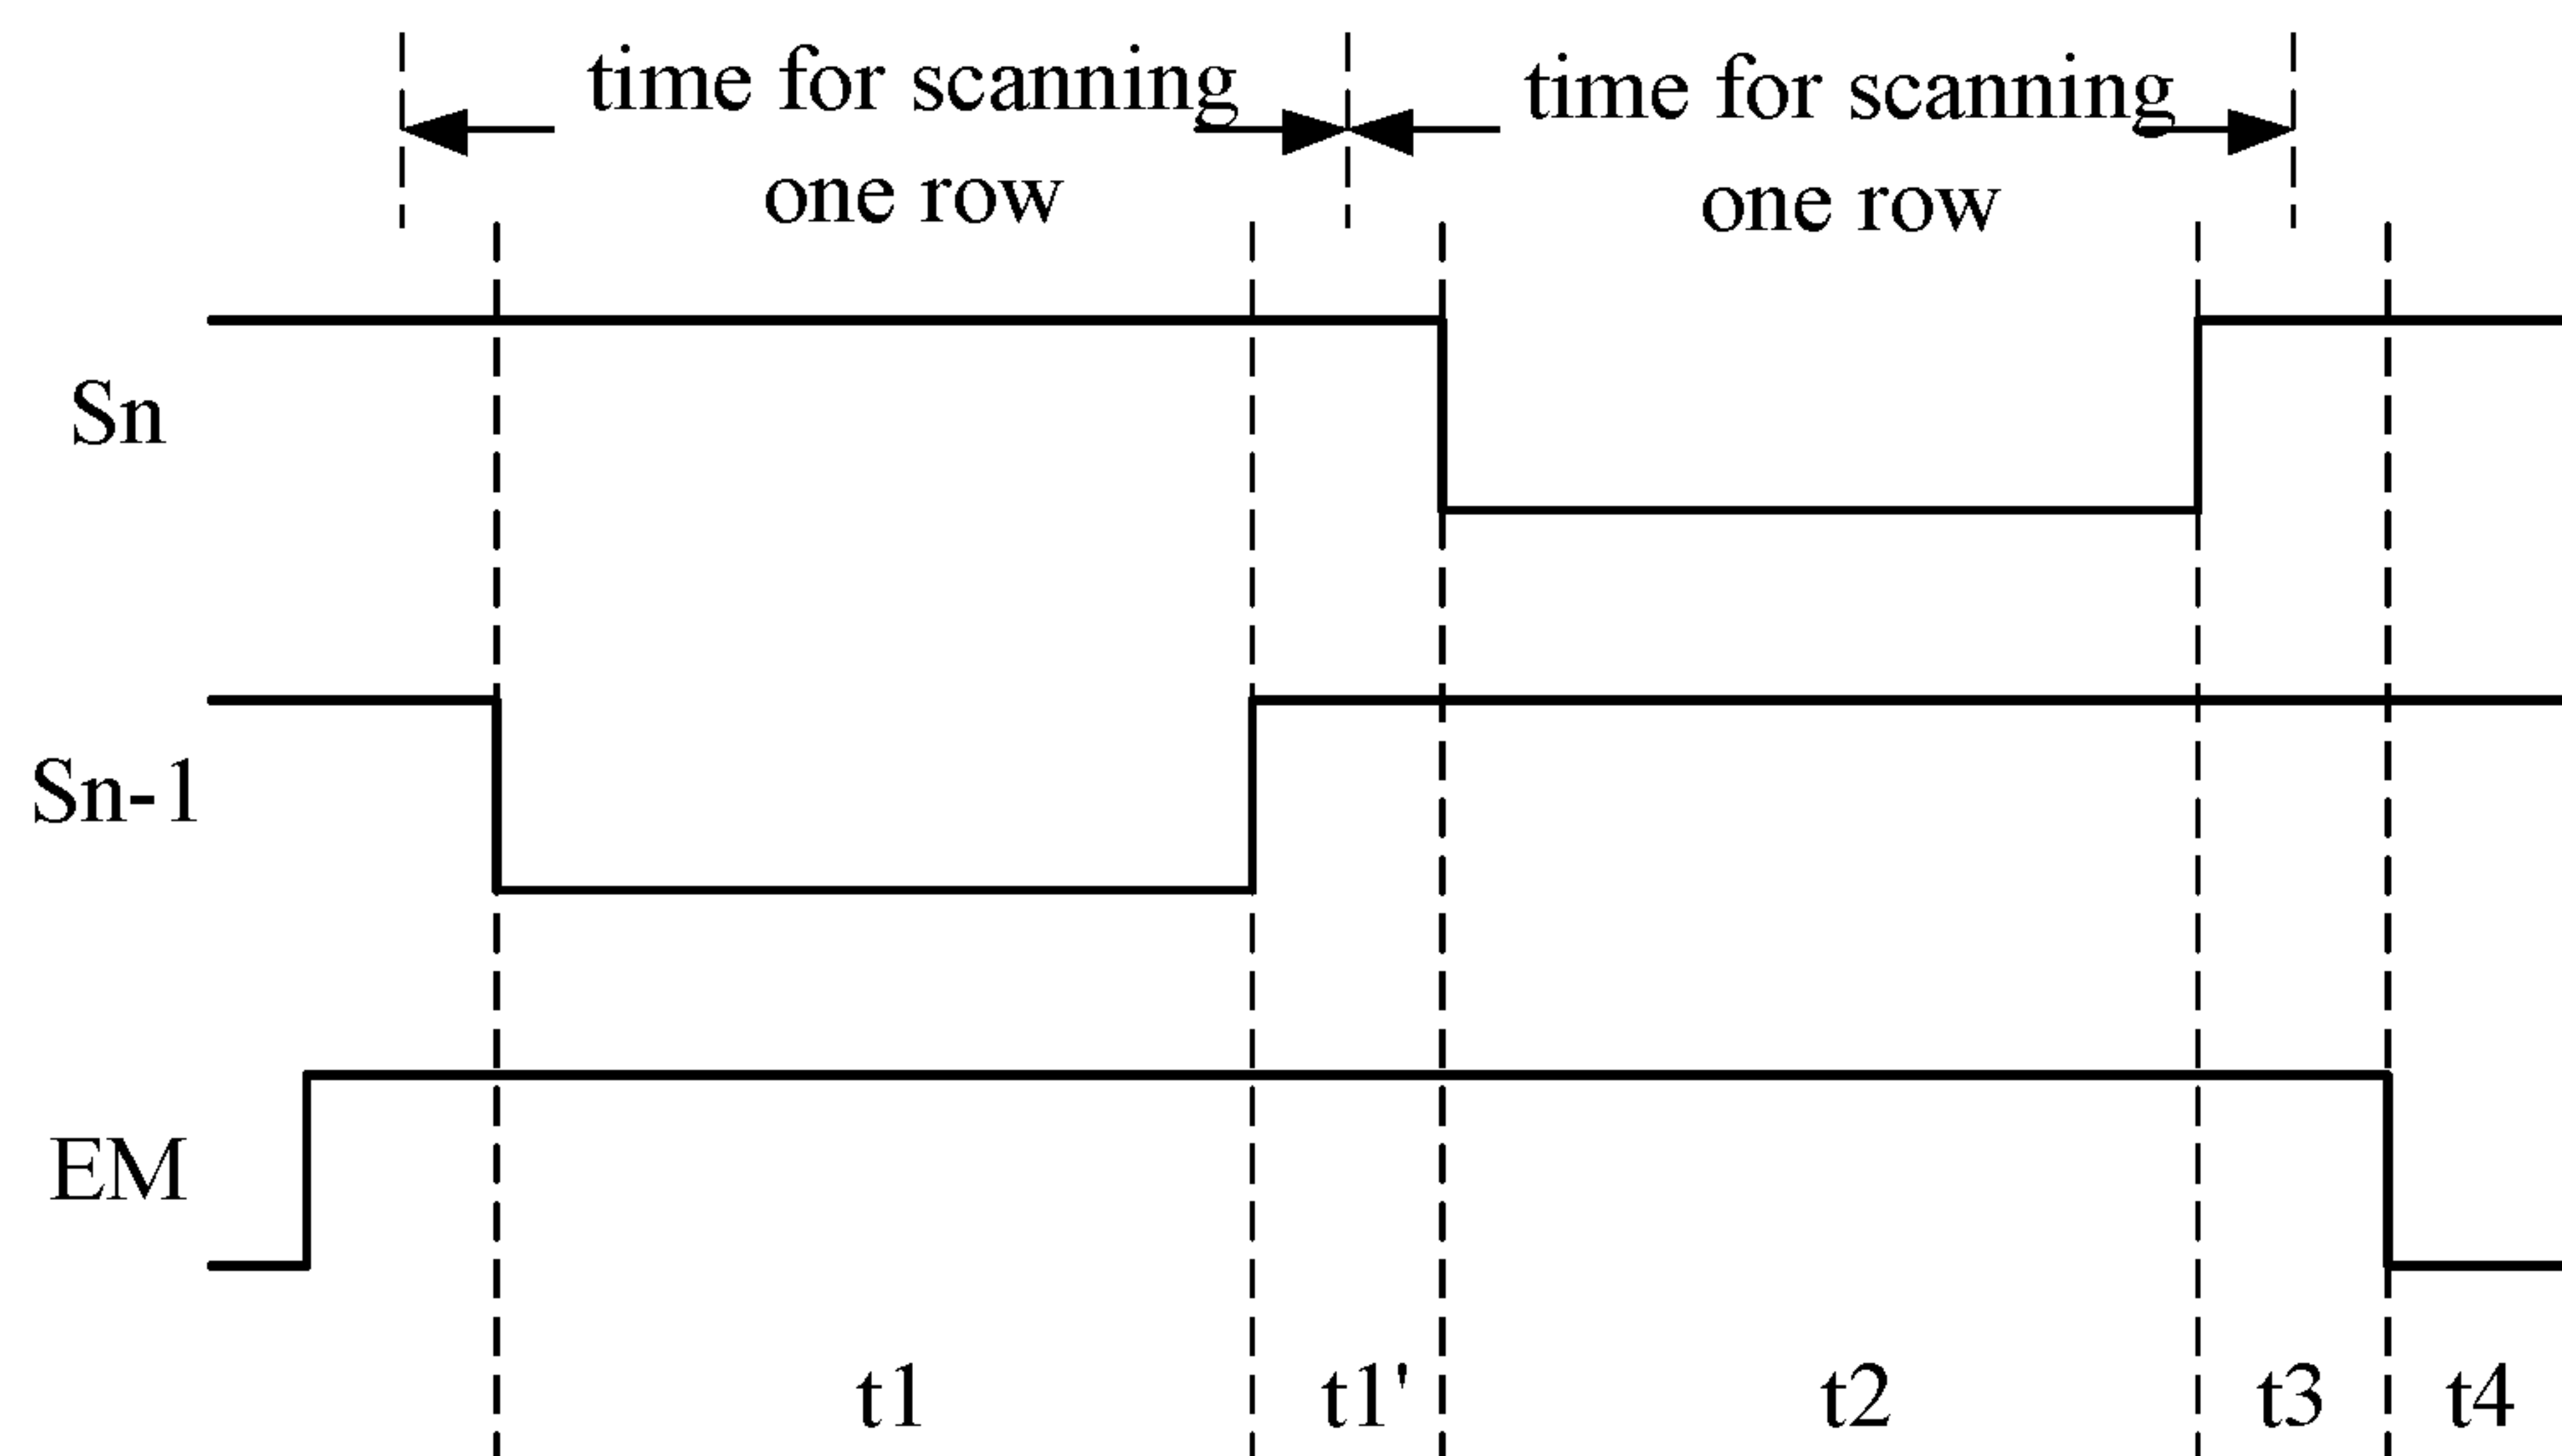 time for scanning
one row
time for scanning
one row
Sn
Sn-1
EM
t1 t1' t2 t3 t4